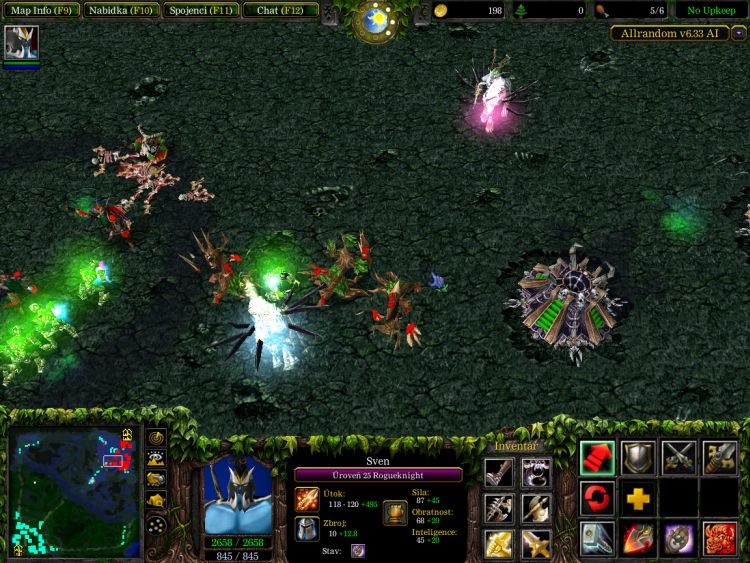 Map Info (F9) Nabídka (F10) Spojenci (F11) Chat (F12) 198 0 5/6 No Upkeep
Allrandom v6.33 AI
Inventář
Sven
Úroveň 25 Rogueknight
Útok:
118 - 120 +495
Zbroj:
10 +12.8
Stav:
Síla:
87 +45
Obratnost:
68 +20
Inteligence:
45 +20
2658 / 2658
845 / 845